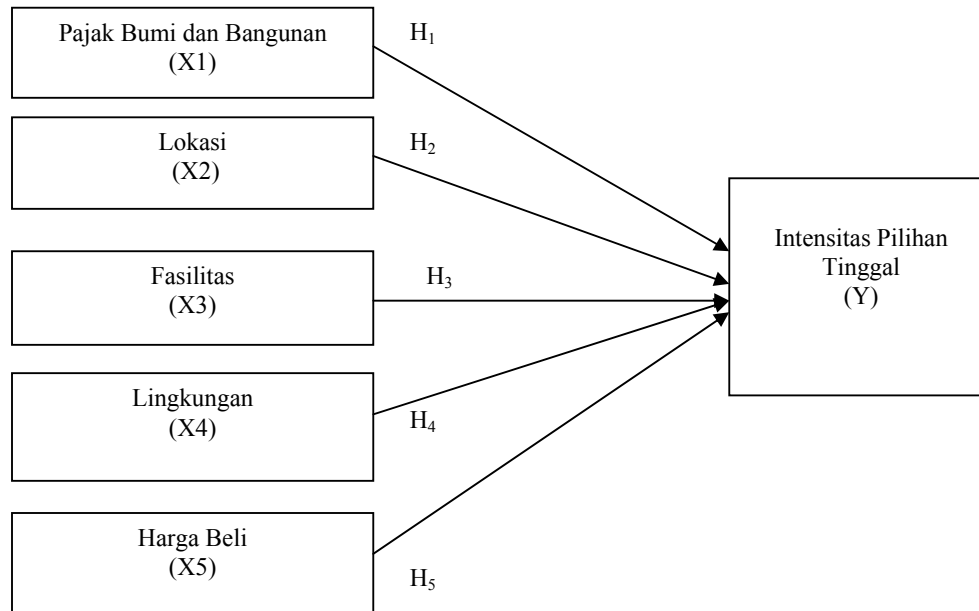 Pajak Bumi dan Bangunan
(X1)
H₁
Lokasi
(X2)
H₂
Fasilitas
(X3)
H₃
Lingkungan
(X4)
H₄
Harga Beli
(X5)
H₅
Intensitas Pilihan
Tinggal
(Y)